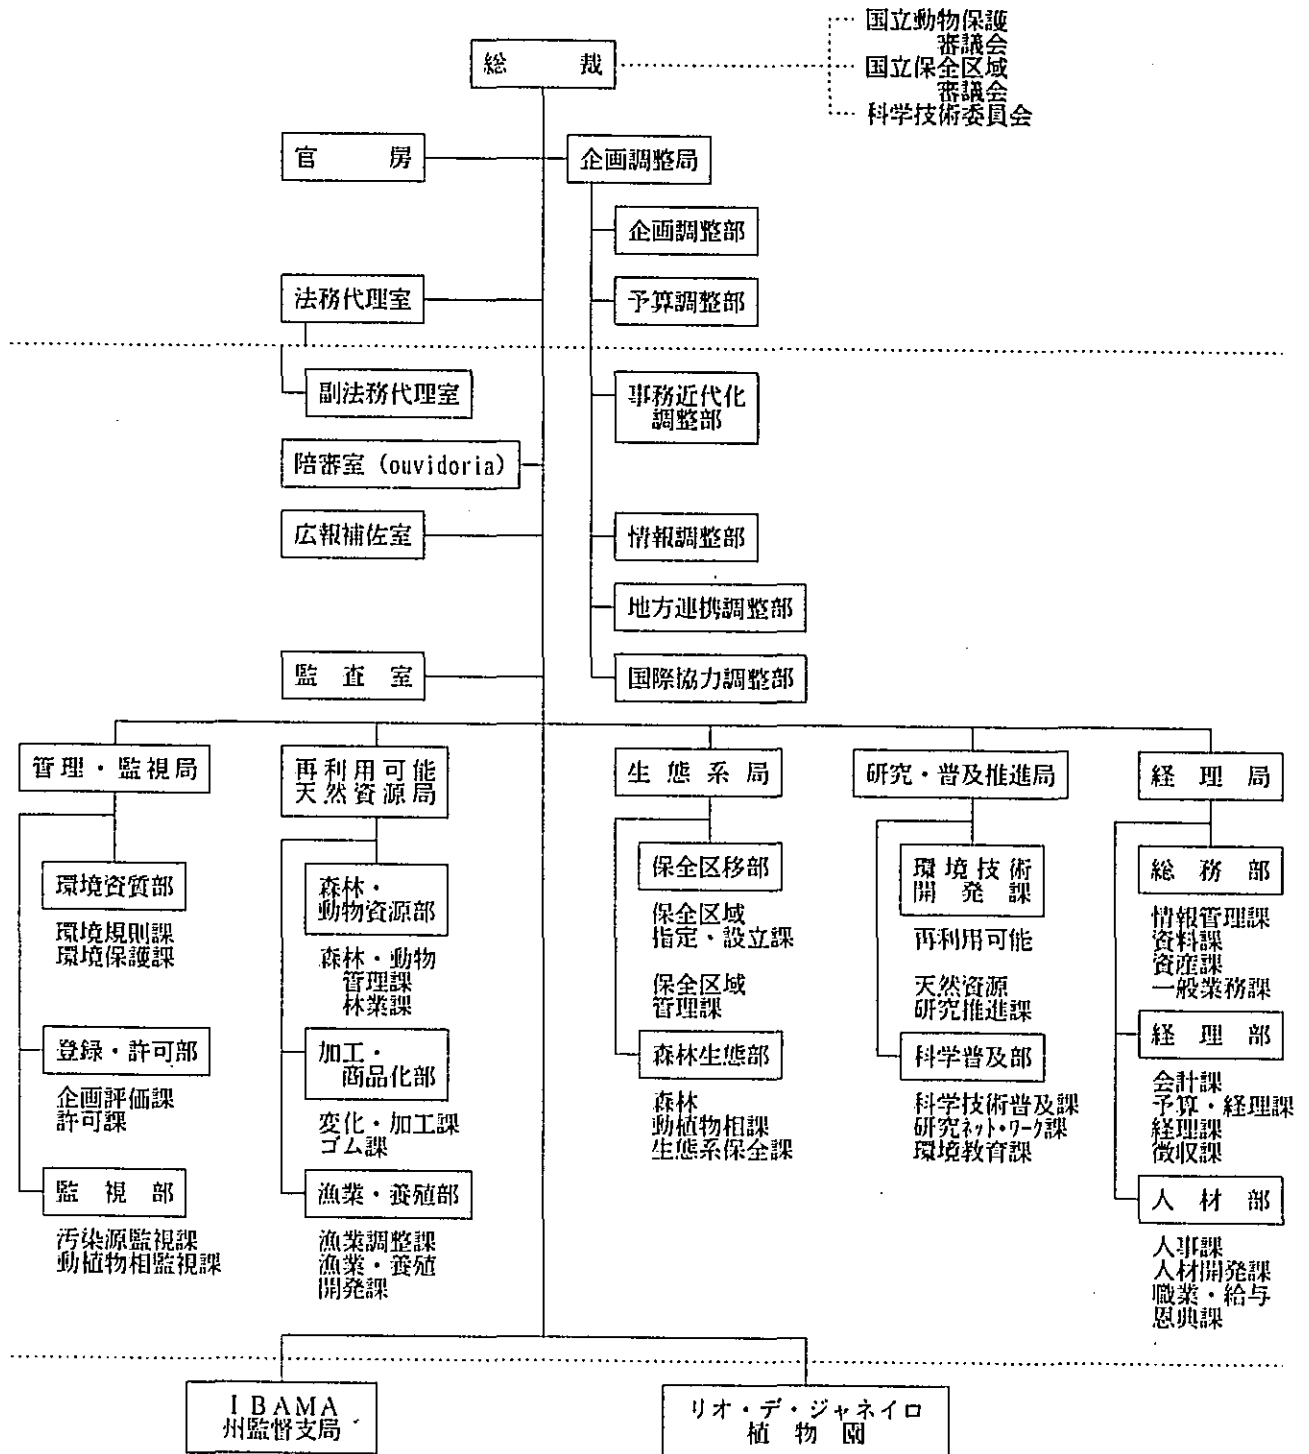 国立動物保護
審議会
総裁
国立保全区域
審議会
科学技術委員会
官房
企画調整局
企画調整部
法務代理室
予算調整部
副法務代理室
事務近代化
調整部
陪審室 (ouvidoria)
広報補佐室
情報調整部
地方連携調整部
監査室
国際協力調整部
管理・監視局
環境資質部
環境規則課
環境保護課
登録・許可部
企画評価課
許可課
監視部
汚染源監視課
動植物相監視課
再利用可能
天然資源局
森林・
動物資源部
森林・動物
管理課
林業課
加工・
商品化部
変化・加工課
ゴム課
漁業・養殖部
漁業調整課
漁業・養殖
開発課
生態系局
保全区移部
保全区域
指定・設立課
保全区域
管理課
森林生態部
森林
動植物相課
生態系保全課
研究・普及推進局
環境技術
開発課
再利用可能
天然資源
研究推進課
科学普及部
科学技術普及課
研究ネット・ワーク課
環境教育課
経理局
総務部
情報管理課
資料課
資産課
一般業務課
経理部
会計課
予算・経理課
経理課
徴収課
人材部
人事課
人材開発課
職業・給与
恩典課
IBAMA
州監督支局
リオ・デ・ジャネイロ
植物園